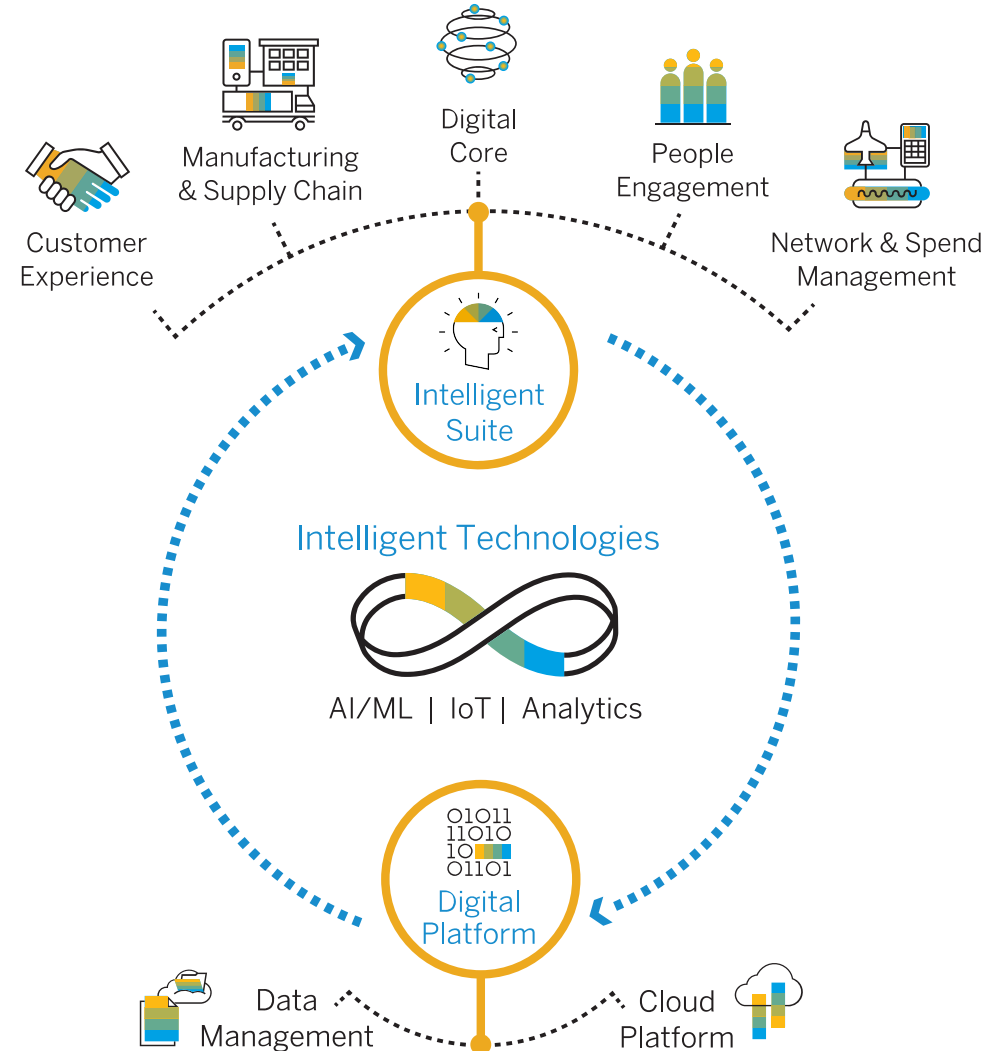 Digital
Core
Manufacturing
& Supply Chain
People
Engagement
Customer
Experience
Network & Spend
Management
Intelligent
Suite
Intelligent Technologies
AI/ML | IoT | Analytics
01011
11010
10
01101
Digital
Platform
Data
Management
Cloud
Platform